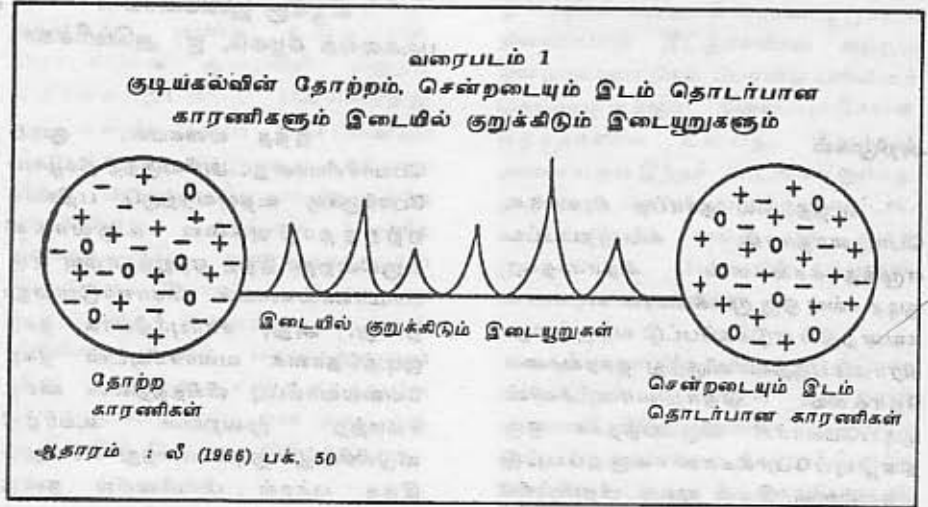 வரைபடம் 1
குடியகல்வின் தோற்றம், சென்றடையும் இடம் தொடர்பான
காரணிகளும் இடையில் குறுக்கிடும் இடையூறுகளும்
இடையில் குறுக்கிடும் இடையூறுகள்
தோற்ற
காரணிகள்
சென்றடையும் இடம்
தொடர்பான காரணிகள்
ஆதாரம் : லீ (1966) பக். 50